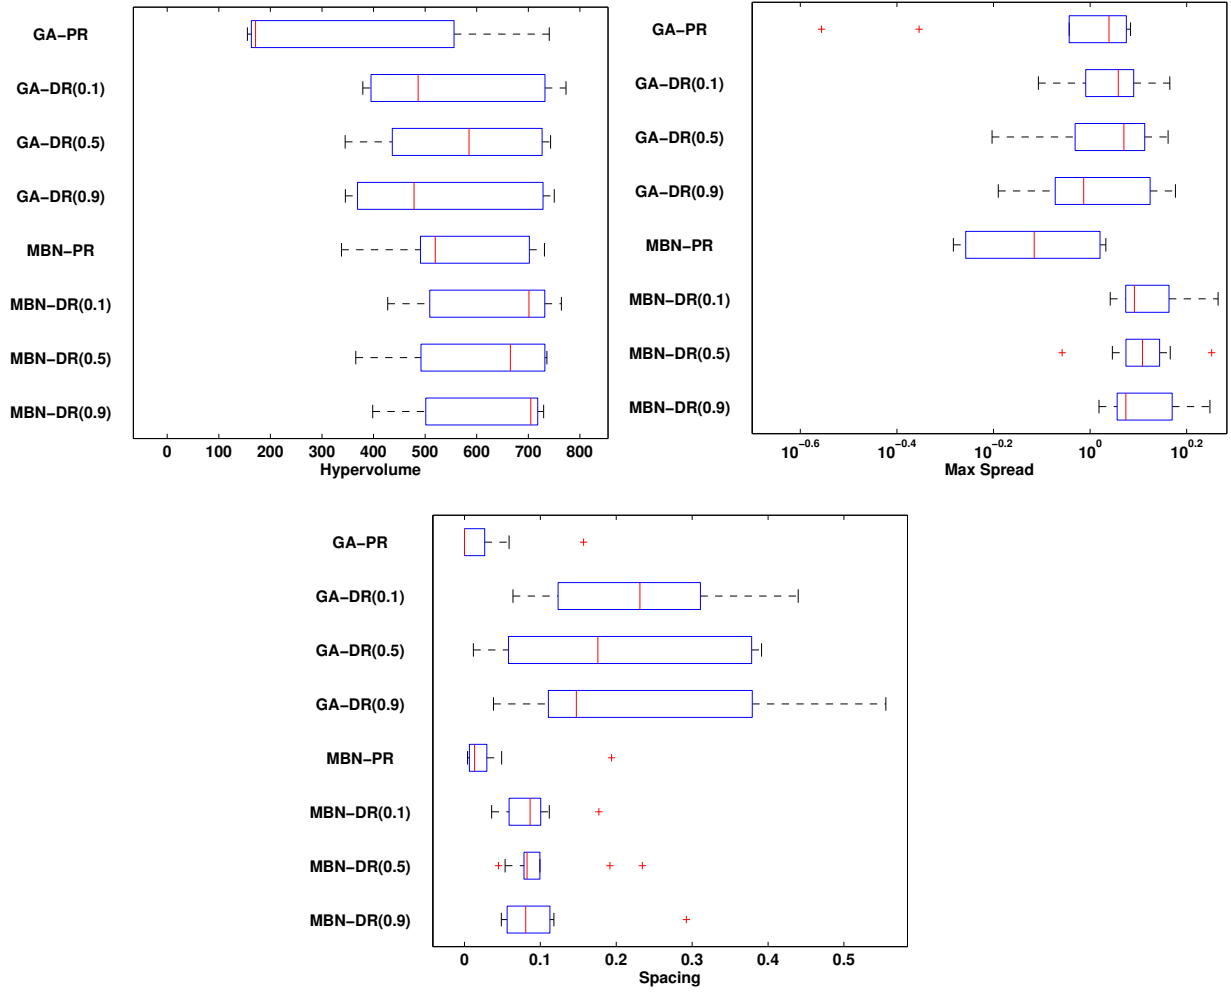 GA−PR
GA−DR(0.1)
GA−DR(0.5)
GA−DR(0.9)
MBN−PR
MBN−DR(0.1)
MBN−DR(0.5)
MBN−DR(0.9)
0 100 200 300 400 500 600 700 800
Hypervolume
GA−PR
GA−DR(0.1)
GA−DR(0.5)
GA−DR(0.9)
MBN−PR
MBN−DR(0.1)
MBN−DR(0.5)
MBN−DR(0.9)
10^−0.6 10^−0.4 10^−0.2 10^0 10^0.2
Max Spread
GA−PR
GA−DR(0.1)
GA−DR(0.5)
GA−DR(0.9)
MBN−PR
MBN−DR(0.1)
MBN−DR(0.5)
MBN−DR(0.9)
0 0.1 0.2 0.3 0.4 0.5
Spacing